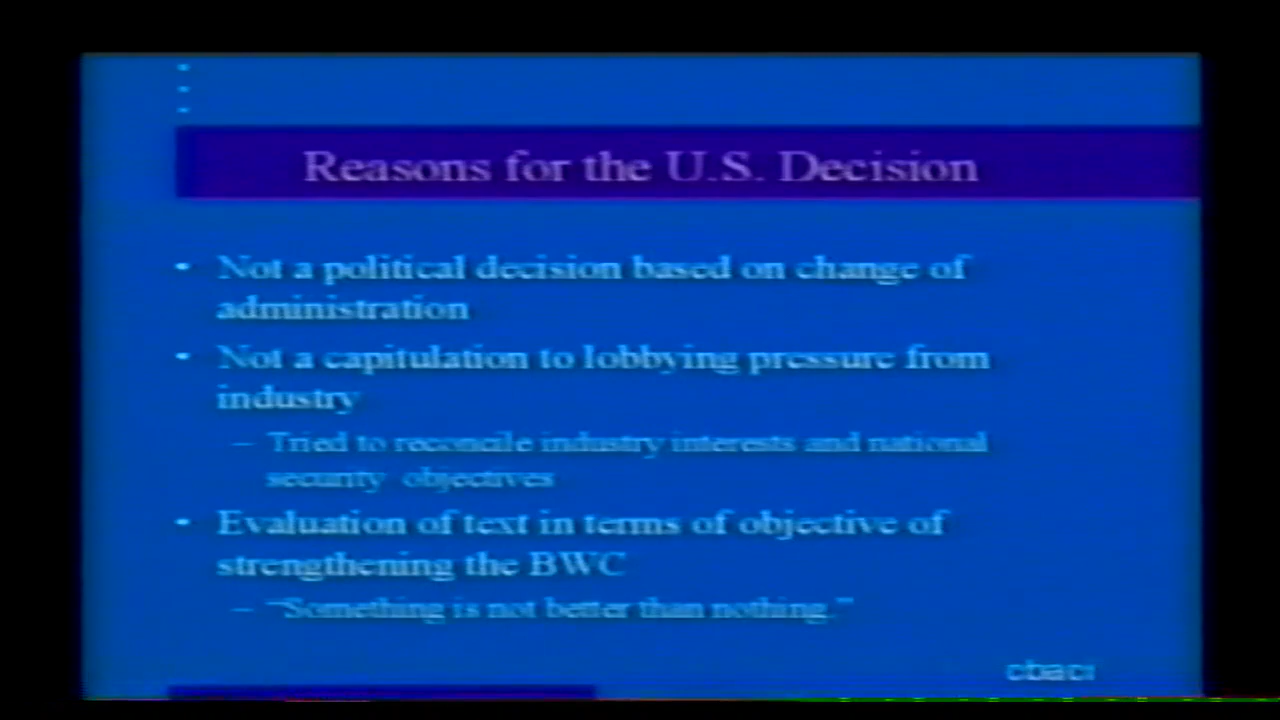 Reasons for the U.S. Decision
• Not a political decision based on change of
administration
• Not a capitulation to lobbying pressure from
industry
– Tried to reconcile industry interests and national
security objectives
• Evaluation of text in terms of objective of
strengthening the BWC
– "Something is not better than nothing."
cbaci